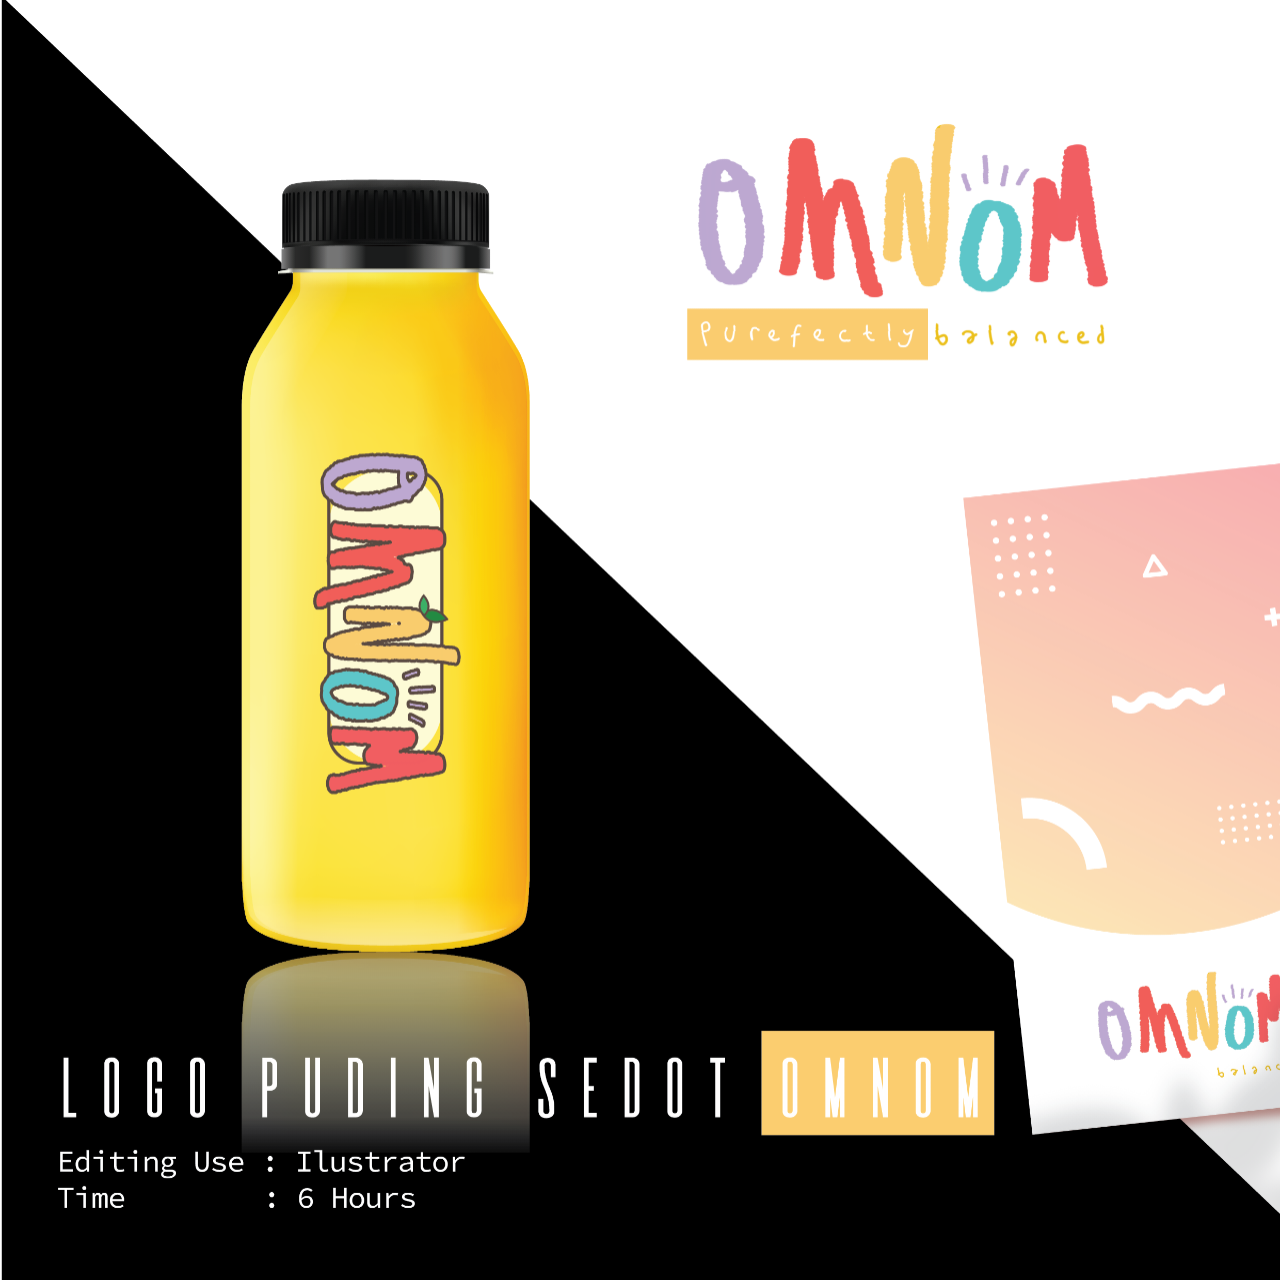 OMNOM
purefectly balanced
OMNOM
OMNOM
LOGO PUDING SEDOT OMNOM
Editing Use : Ilustrator
Time : 6 Hours